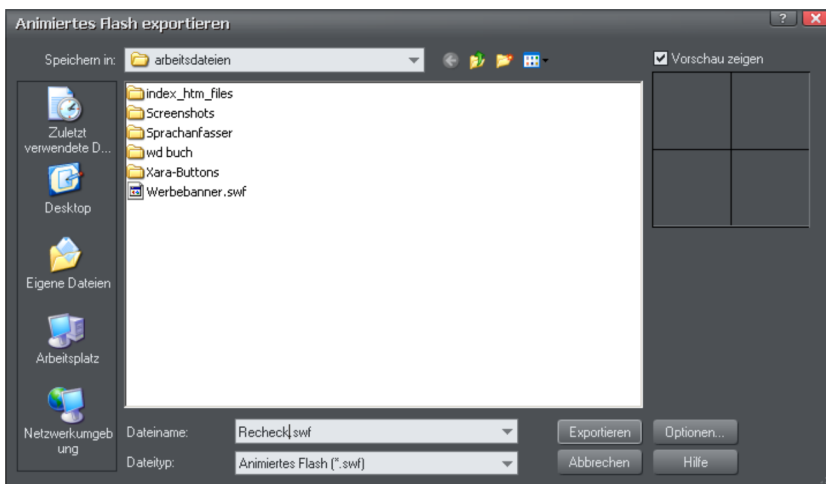 Animiertes Flash exportieren
Speichern in:
arbeitsdateien
Vorschau zeigen
Zuletzt
verwendete D...
Desktop
Eigene Dateien
Arbeitsplatz
Netzwerkumgeb
ung
index_htm_files
Screenshots
Sprachanfasser
wd buch
Xara-Buttons
Werbebanner.swf
Dateiname:
Recheck.swf
Exportieren
Optionen...
Dateityp:
Animiertes Flash (*.swf)
Abbrechen
Hilfe